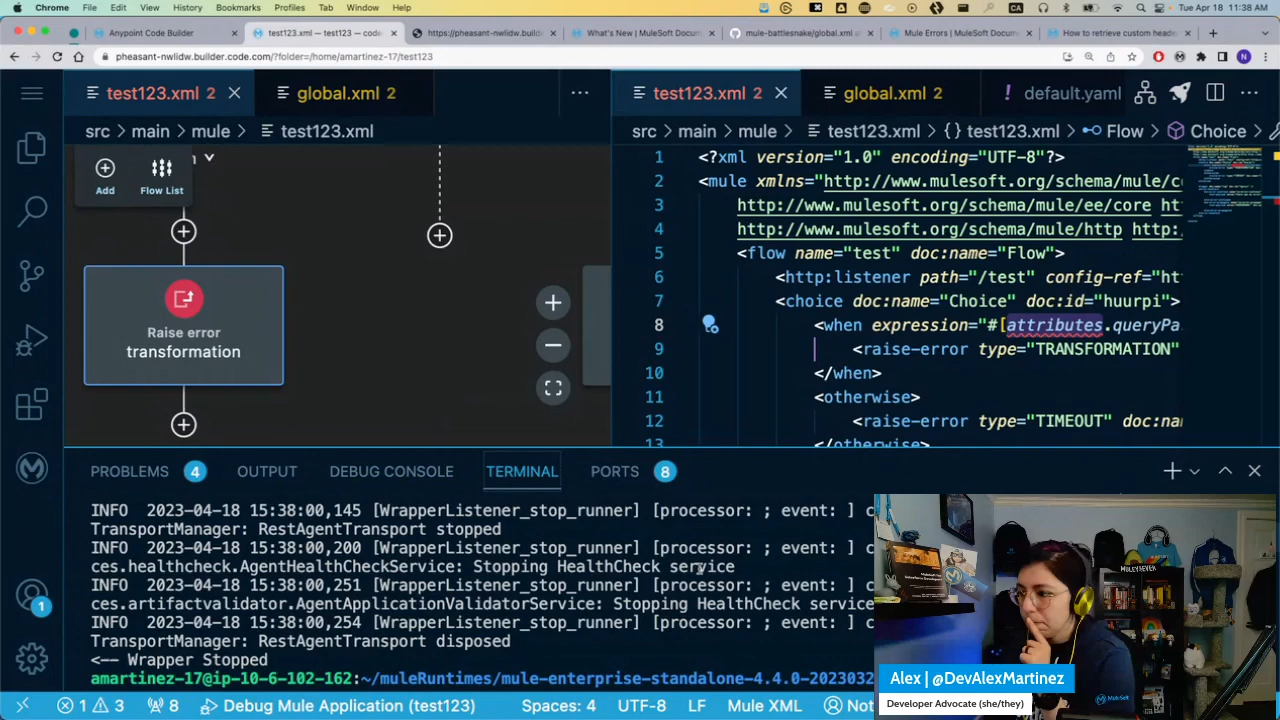 Chrome File Edit View History Bookmarks Profiles Tab Window Help
Tue Apr 18 11:38 AM
Anypoint Code Builder
test123.xml — test123 — code
https://pheasant-nwlidw.builde
What's New | MuleSoft Docum
mule-battlesnake/global.xml a
Mule Errors | MuleSoft Docum
How to retrieve custom heade
pheasant-nwlidw.builder.code.com/?folder=/home/amartinez-17/test123
test123.xml 2
global.xml 2
test123.xml 2
global.xml 2
! default.yaml
src > main > mule > test123.xml
src > main > mule > test123.xml > {} test123.xml > Flow > Choice >
Add
Flow List
Raise error
transformation
1 <?xml version="1.0" encoding="UTF-8"?>
2 <mule xmlns="http://www.mulesoft.org/schema/mule/co
3 http://www.mulesoft.org/schema/mule/ee/core htt
4 http://www.mulesoft.org/schema/mule/http http:/
5 <flow name="test" doc:name="Flow">
6 <http:listener path="/test" config-ref="ht
7 <choice doc:name="Choice" doc:id="huurpi">
8 <when expression="#[attributes.queryPa
9 <raise-error type="TRANSFORMATION"
10 </when>
11 <otherwise>
12 <raise-error type="TIMEOUT" doc:na
13 </otherwise>
PROBLEMS 4 OUTPUT DEBUG CONSOLE TERMINAL PORTS 8
INFO 2023-04-18 15:38:00,145 [WrapperListener_stop_runner] [processor: ; event: ] c
TransportManager: RestAgentTransport stopped
INFO 2023-04-18 15:38:00,200 [WrapperListener_stop_runner] [processor: ; event: ] c
ces.healthcheck.AgentHealthCheckService: Stopping HealthCheck service
INFO 2023-04-18 15:38:00,251 [WrapperListener_stop_runner] [processor: ; event: ] c
ces.artifactvalidator.AgentApplicationValidatorService: Stopping HealthCheck service
INFO 2023-04-18 15:38:00,254 [WrapperListener_stop_runner] [processor: ; event: ] c
TransportManager: RestAgentTransport disposed
<-- Wrapper Stopped
amartinez-17@ip-10-6-102-162:~/muleRuntimes/mule-enterprise-standalone-4.4.0-2023032
1
1 3 8 Debug Mule Application (test123) Spaces: 4 UTF-8 LF Mule XML Not
Alex | @DevAlexMartinez
Developer Advocate (she/they)